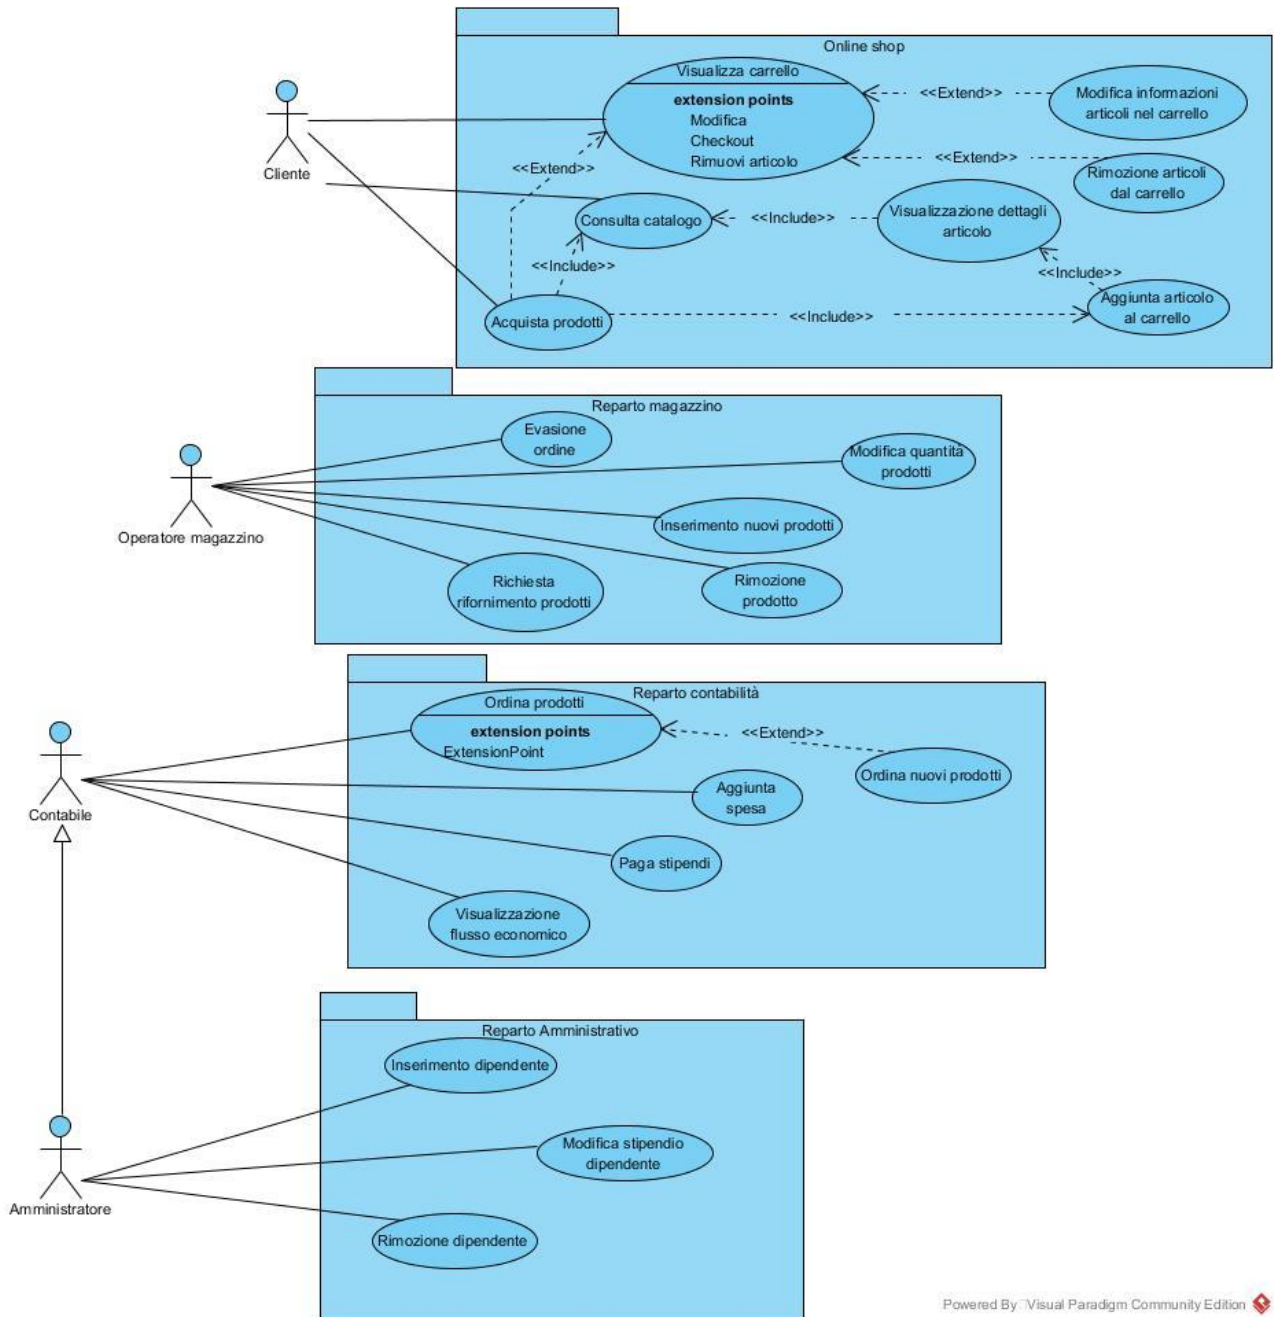 Online shop
Visualizza carrello
extension points
Modifica
Checkout
Rimuovi articolo
<<Extend>>
Modifica informazioni
articoli nel carrello
<<Extend>>
Rimozione articoli
dal carrello
<<Extend>>
Cliente
Consulta catalogo
<<Include>>
Visualizzazione dettagli
articolo
<<Include>>
<<Include>>
Acquista prodotti
<<Include>>
Aggiunta articolo
al carrello
Reparto magazzino
Evasione
ordine
Modifica quantità
prodotti
Operatore magazzino
Inserimento nuovi prodotti
Richiesta
rifornimento prodotti
Rimozione
prodotto
Reparto contabilità
Ordina prodotti
extension points
ExtensionPoint
<<Extend>>
Ordina nuovi prodotti
Contabile
Aggiunta
spesa
Paga stipendi
Visualizzazione
flusso economico
Reparto Amministrativo
Inserimento dipendente
Modifica stipendio
dipendente
Amministratore
Rimozione dipendente
Powered By Visual Paradigm Community Edition